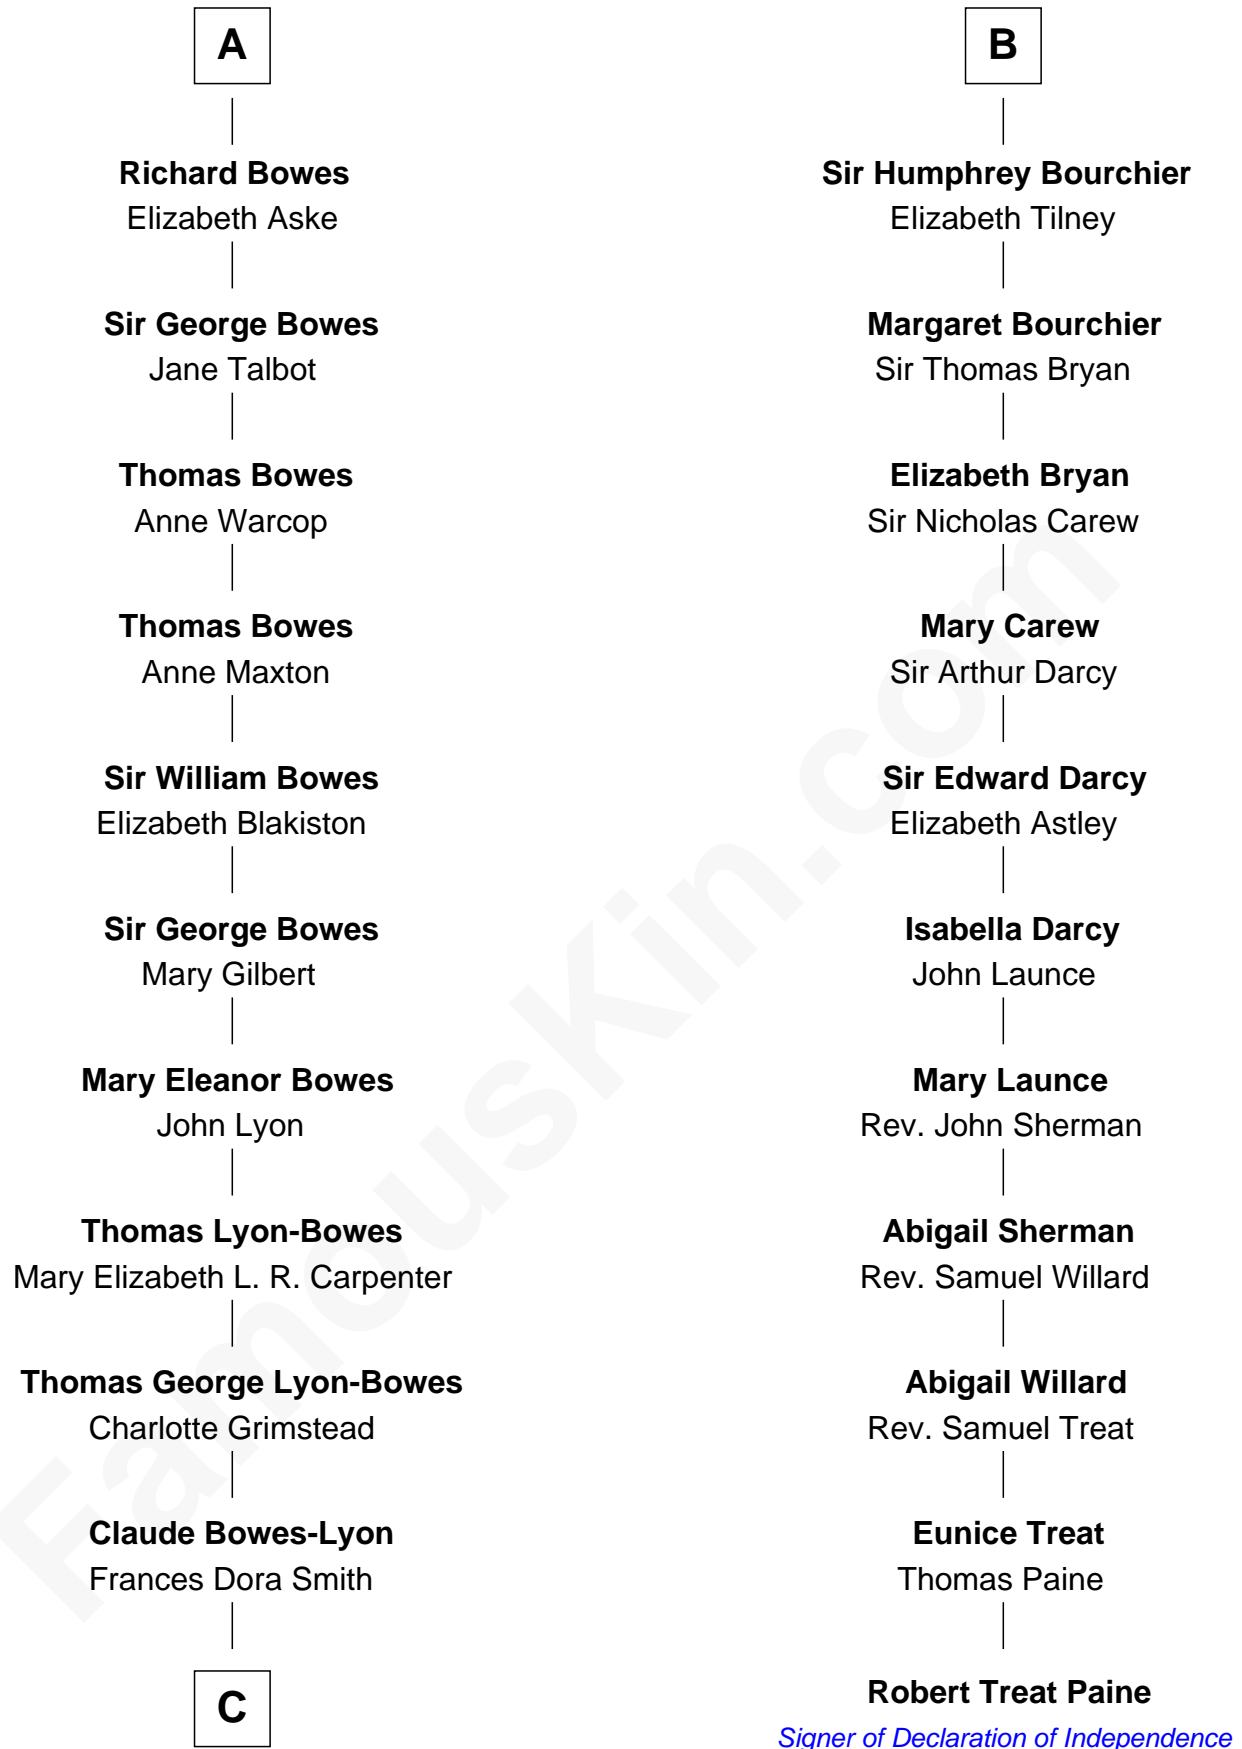 A
Richard Bowes
Elizabeth Aske
Sir George Bowes
Jane Talbot
Thomas Bowes
Anne Warcop
Thomas Bowes
Anne Maxton
Sir William Bowes
Elizabeth Blakiston
Sir George Bowes
Mary Gilbert
Mary Eleanor Bowes
John Lyon
Thomas Lyon-Bowes
Mary Elizabeth L. R. Carpenter
Thomas George Lyon-Bowes
Charlotte Grimstead
Claude Bowes-Lyon
Frances Dora Smith
C
B
Sir Humphrey Bourchier
Elizabeth Tilney
Margaret Bourchier
Sir Thomas Bryan
Elizabeth Bryan
Sir Nicholas Carew
Mary Carew
Sir Arthur Darcy
Sir Edward Darcy
Elizabeth Astley
Isabella Darcy
John Launce
Mary Launce
Rev. John Sherman
Abigail Sherman
Rev. Samuel Willard
Abigail Willard
Rev. Samuel Treat
Eunice Treat
Thomas Paine
Robert Treat Paine
Signer of Declaration of Independence
FamousKin.com